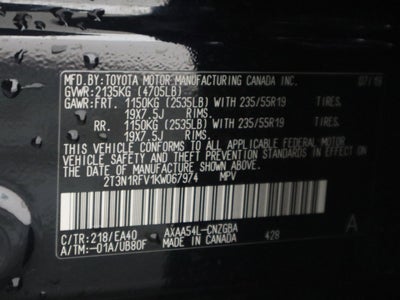 MFD.BY:TOYOTA MOTOR MANUFACTURING CANADA INC. 07/19
GVWR:2135KG (4705LB)
GAWR:FRT. 1150KG (2535LB) WITH 235/55R19 TIRES.
19X7.5J RIMS.
RR. 1150KG (2535LB) WITH 235/55R19 TIRES.
19X7.5J RIMS.
THIS VEHICLE CONFORMS TO ALL APPLICABLE FEDERAL MOTOR
VEHICLE SAFETY AND THEFT PREVENTION STANDARDS IN EFFECT ON
THE DATE OF MANUFACTURE SHOWN ABOVE.
2T3N1RFV1KW067974 MPV
C/TR:218/EA40 AXAA54L-CNZGBA A
A/TM:-01A/UB80F MADE IN CANADA 428